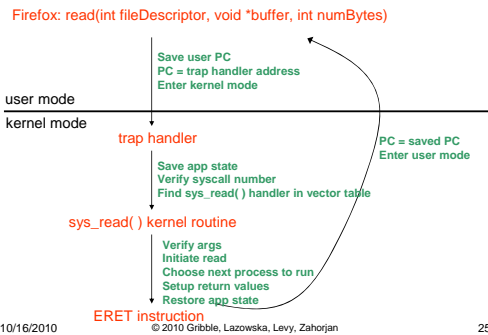 Firefox: read(int fileDescriptor, void *buffer, int numBytes)
Save user PC
PC = trap handler address
Enter kernel mode
user mode
kernel mode
trap handler
PC = saved PC
Enter user mode
Save app state
Verify syscall number
Find sys_read( ) handler in vector table
sys_read( ) kernel routine
Verify args
Initiate read
Choose next process to run
Setup return values
Restore app state
ERET instruction
10/16/2010
© 2010 Gribble, Lazowska, Levy, Zahorjan
25